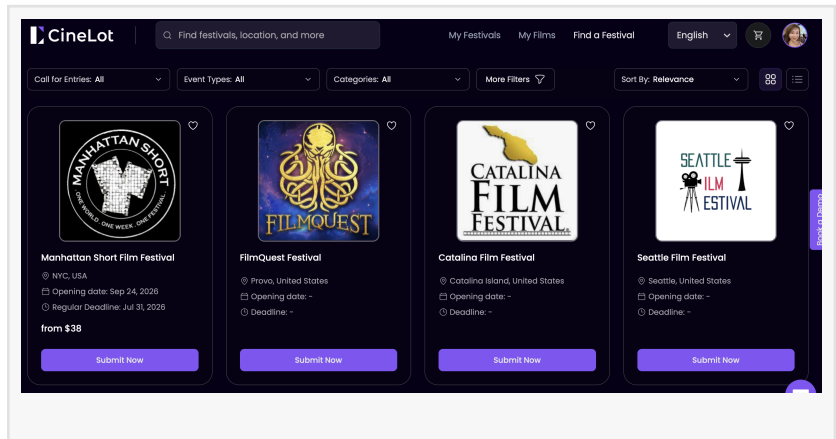 CineLot
Find festivals, location, and more
My Festivals
My Films
Find a Festival
English
Call for Entries: All
Event Types: All
Categories: All
More Filters
Sort By: Relevance
MANHATTAN SHORT
ONE WORLD . ONE WEEK . ONE FESTIVAL.
FILMQUEST
CATALINA
FILM
FESTIVAL
SEATTLE
ILM
ESTIVAL
Book a Demo
Manhattan Short Film Festival
NYC, USA
Opening date: Sep 24, 2026
Regular Deadline: Jul 31, 2026
from $38
Submit Now
FilmQuest Festival
Provo, United States
Opening date: -
Deadline: -
Submit Now
Catalina Film Festival
Catalina Island, United States
Opening date: -
Deadline: -
Submit Now
Seattle Film Festival
Seattle, United States
Opening date: -
Deadline: -
Submit Now